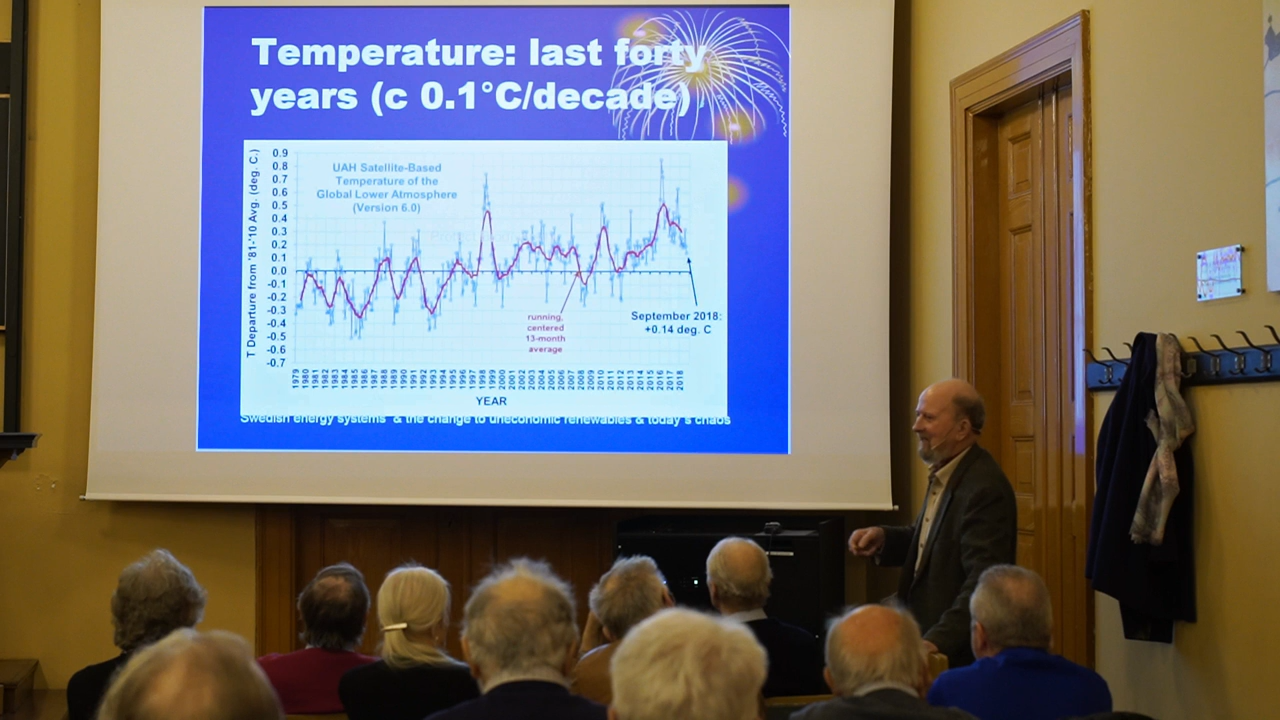 Temperature: last forty
years (c 0.1°C/decade)
UAH Satellite-Based
Temperature of the
Global Lower Atmosphere
(Version 6.0)
T Departure from '81-'10 Avg. (deg. C.)
0.9
0.8
0.7
0.6
0.5
0.4
0.3
0.2
0.1
0.0
-0.1
-0.2
-0.3
-0.4
-0.5
-0.6
-0.7
running,
centered
13-month
average
September 2018:
+0.14 deg. C
1979 1980 1981 1982 1983 1984 1985 1986 1987 1988 1989 1990 1991 1992 1993 1994 1995 1996 1997 1998 1999 2000 2001 2002 2003 2004 2005 2006 2007 2008 2009 2010 2011 2012 2013 2014 2015 2016 2017 2018
YEAR
Swedish energy systems & the change to uneconomic renewables & today's chaos